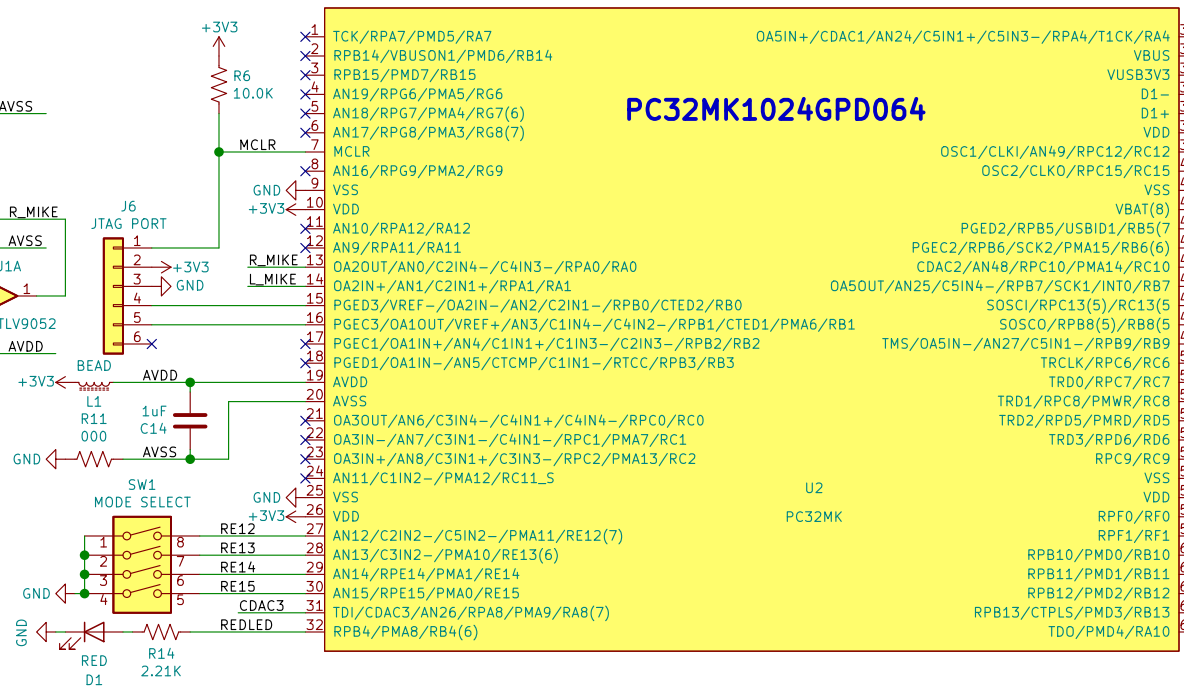 PC32MK1024GPD064
+3V3
R6
10.0K
AVSS
MCLR
GND
+3V3
R_MIKE
AVSS
J1A
1
TLV9052
AVDD
J6
JTAG PORT
1
2
3
4
5
6
+3V3
GND
R_MIKE
L_MIKE
BEAD
+3V3
AVDD
L1
R11
000
1uF
C14
GND
AVSS
SW1
MODE SELECT
GND
+3V3
1
2
3
4
8
7
6
5
RE12
RE13
RE14
RE15
GND
CDAC3
REDLED
GND
RED
D1
R14
2.21K
1 TCK/RPA7/PMD5/RA7
2 RPB14/VBUSON1/PMD6/RB14
3 RPB15/PMD7/RB15
4 AN19/RPG6/PMA5/RG6
5 AN18/RPG7/PMA4/RG7(6)
6 AN17/RPG8/PMA3/RG8(7)
7 MCLR
8 AN16/RPG9/PMA2/RG9
9 VSS
10 VDD
11 AN10/RPA12/RA12
12 AN9/RPA11/RA11
13 OA2OUT/AN0/C2IN4-/C4IN3-/RPA0/RA0
14 OA2IN+/AN1/C2IN1+/RPA1/RA1
15 PGED3/VREF-/OA2IN-/AN2/C2IN1-/RPB0/CTED2/RB0
16 PGEC3/OA1OUT/VREF+/AN3/C1IN4-/C4IN2-/RPB1/CTED1/PMA6/RB1
17 PGEC1/OA1IN+/AN4/C1IN1+/C1IN3-/C2IN3-/RPB2/RB2
18 PGED1/OA1IN-/AN5/CTCMP/C1IN1-/RTCC/RPB3/RB3
19 AVDD
20 AVSS
21 OA3OUT/AN6/C3IN4-/C4IN1+/C4IN4-/RPC0/RC0
22 OA3IN-/AN7/C3IN1-/C4IN1-/RPC1/PMA7/RC1
23 OA3IN+/AN8/C3IN1+/C3IN3-/RPC2/PMA13/RC2
24 AN11/C1IN2-/PMA12/RC11_S
25 VSS
26 VDD
27 AN12/C2IN2-/C5IN2-/PMA11/RE12(7)
28 AN13/C3IN2-/PMA10/RE13(6)
29 AN14/RPE14/PMA1/RE14
30 AN15/RPE15/PMA0/RE15
31 TDI/CDAC3/AN26/RPA8/PMA9/RA8(7)
32 RPB4/PMA8/RB4(6)
OA5IN+/CDAC1/AN24/C5IN1+/C5IN3-/RPA4/T1CK/RA4
VBUS
VUSB3V3
D1-
D1+
VDD
OSC1/CLKI/AN49/RPC12/RC12
OSC2/CLKO/RPC15/RC15
VSS
VBAT(8)
PGED2/RPB5/USBID1/RB5(7
PGEC2/RPB6/SCK2/PMA15/RB6(6)
CDAC2/AN48/RPC10/PMA14/RC10
OA5OUT/AN25/C5IN4-/RPB7/SCK1/INT0/RB7
SOSCI/RPC13(5)/RC13(5
SOSCO/RPB8(5)/RB8(5
TMS/OA5IN-/AN27/C5IN1-/RPB9/RB9
TRCLK/RPC6/RC6
TRD0/RPC7/RC7
TRD1/RPC8/PMWR/RC8
TRD2/RPD5/PMRD/RD5
TRD3/RPD6/RD6
RPC9/RC9
VSS
VDD
RPF0/RF0
RPF1/RF1
RPB10/PMD0/RB10
RPB11/PMD1/RB11
RPB12/PMD2/RB12
RPB13/CTPLS/PMD3/RB13
TDO/PMD4/RA10
U2
PC32MK